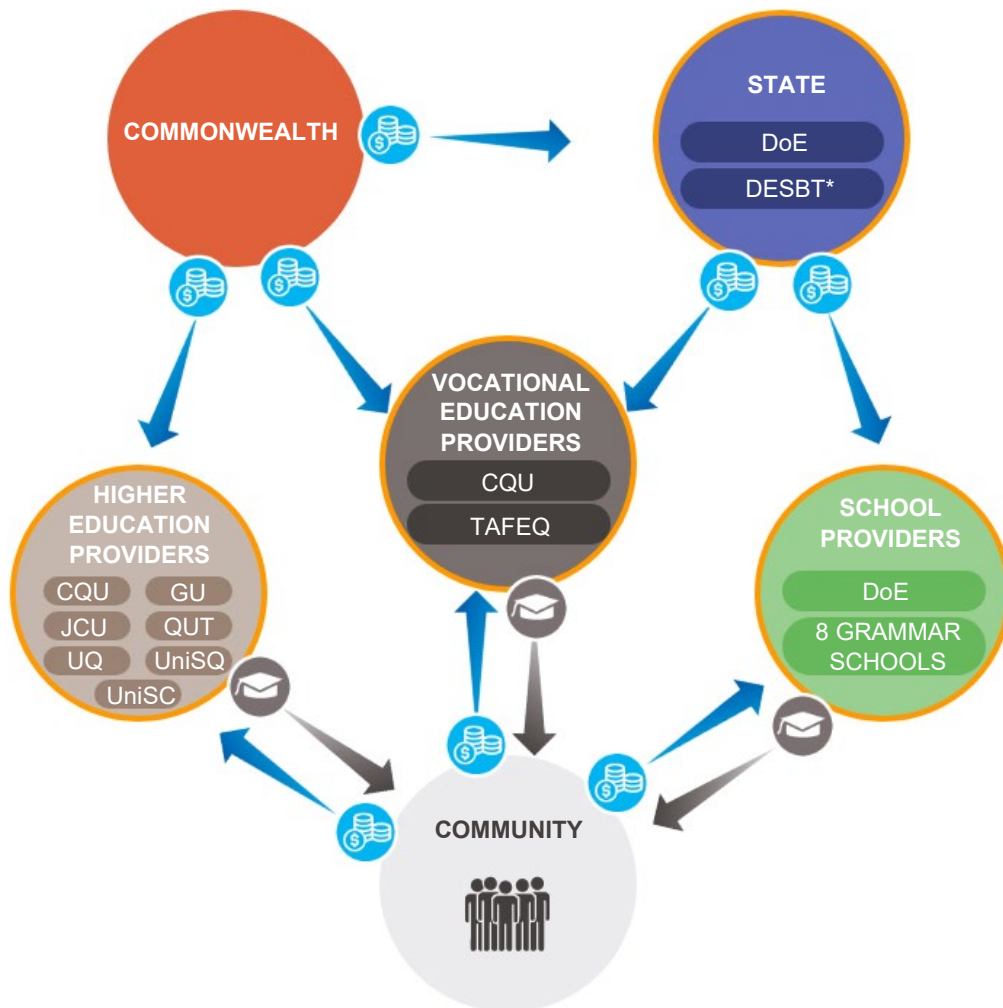 COMMONWEALTH
STATE
DoE
DESBT*
VOCATIONAL
EDUCATION
PROVIDERS
CQU
TAFEQ
HIGHER
EDUCATION
PROVIDERS
CQU
GU
JCU
QUT
UQ
UniSQ
UniSC
SCHOOL
PROVIDERS
DoE
8 GRAMMAR
SCHOOLS
COMMUNITY